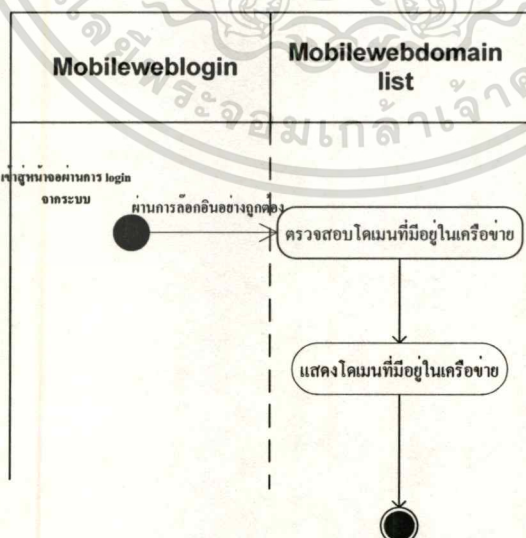 Mobileweblogin
Mobilewebdomain
list
เข้าสู่หน้าจอผ่านการ login
จากระบบ
ผ่านการล๊อกอินอย่างถูกต้อง
ตรวจสอบโดเมนที่มีอยู่ในเครือข่าย
แสดงโดเมนที่มีอยู่ในเครือข่าย